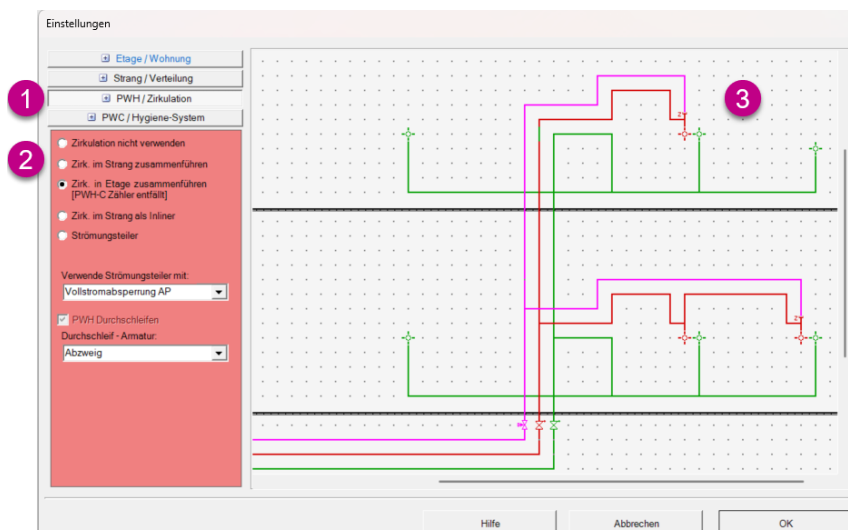 Einstellungen
Etage / Wohnung
Strang / Verteilung
1
PWH / Zirkulation
3
PWC / Hygiene-System
2
Zirkulation nicht verwenden
Zirk. im Strang zusammenführen
Zirk. in Etage zusammenführen
[PWH-C Zähler entfällt]
Zirk. im Strang als Inliner
Strömungsteiler
Verwende Strömungsteiler mit:
Vollstromabsperrung AP
PWH Durchschleifen
Durchschleif - Armatur:
Abzweig
Hilfe
Abbrechen
OK